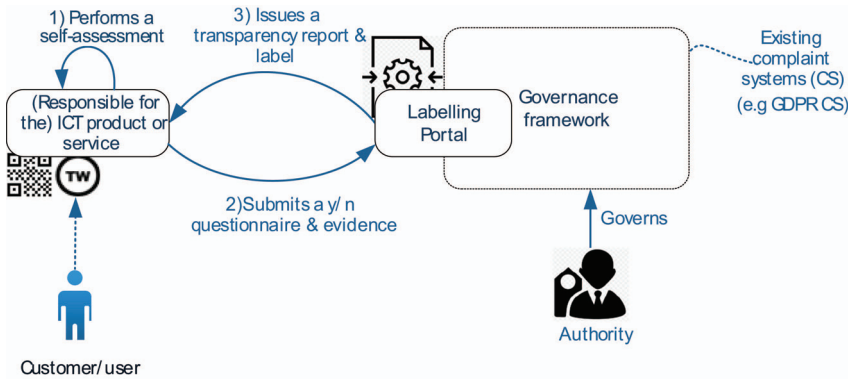 1) Performs a
self-assessment
3) Issues a
transparency report &
label
(Responsible for
the) ICT product or
service
TW
Labelling
Portal
Governance
framework
Existing
complaint
systems (CS)
(e.g GDPR CS)
2)Submits a y/n
questionnaire & evidence
Governs
Authority
Customer/user